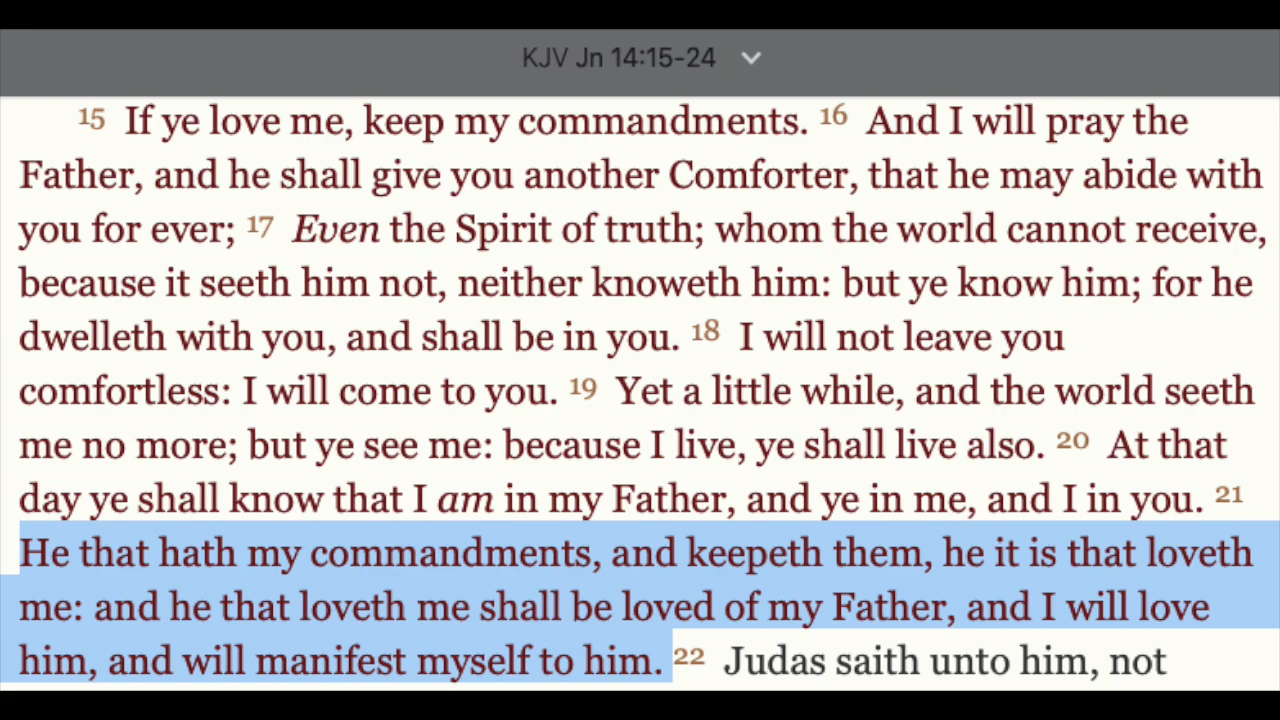 KJV Jn 14:15-24
15 If ye love me, keep my commandments. 16 And I will pray the
Father, and he shall give you another Comforter, that he may abide with
you for ever; 17 Even the Spirit of truth; whom the world cannot receive,
because it seeth him not, neither knoweth him: but ye know him; for he
dwelleth with you, and shall be in you. 18 I will not leave you
comfortless: I will come to you. 19 Yet a little while, and the world seeth
me no more; but ye see me: because I live, ye shall live also. 20 At that
day ye shall know that I am in my Father, and ye in me, and I in you. 21
He that hath my commandments, and keepeth them, he it is that loveth
me: and he that loveth me shall be loved of my Father, and I will love
him, and will manifest myself to him. 22 Judas saith unto him, not